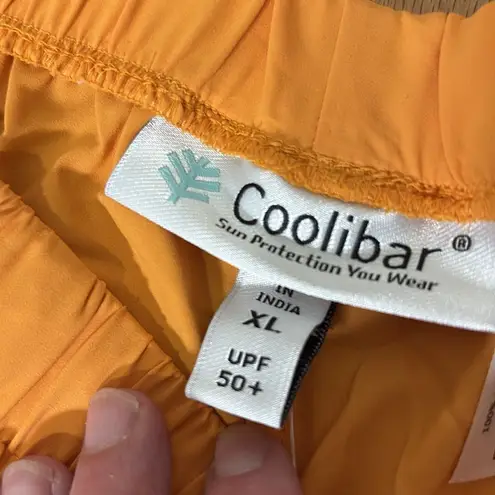 Coolibar®
Sun Protection You Wear
IN
INDIA
XL
UPF
50+